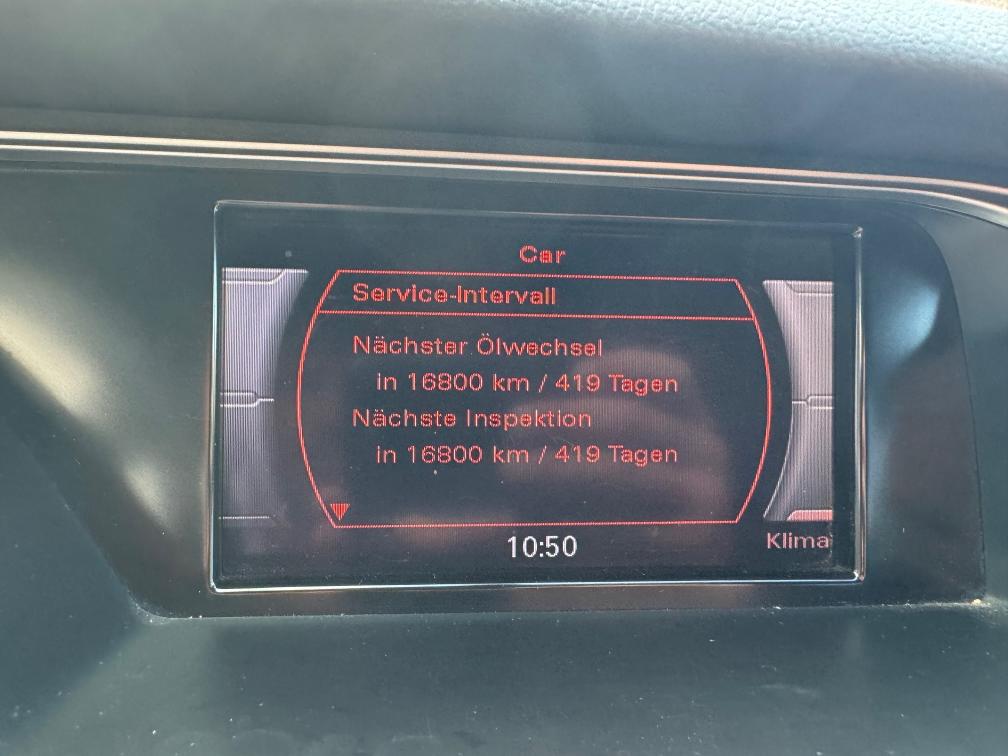 Car
Service-Intervall
Nächster Ölwechsel
in 16800 km / 419 Tagen
Nächste Inspektion
in 16800 km / 419 Tagen
10:50
Klima